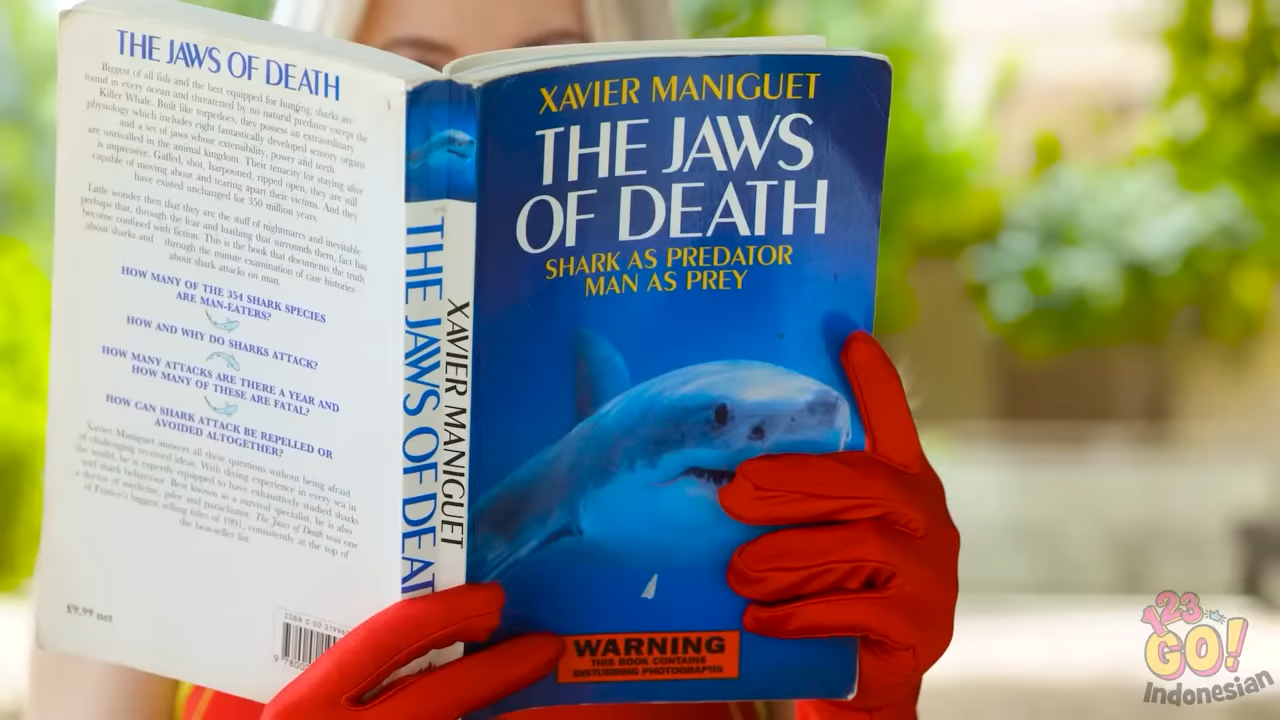 THE JAWS OF DEATH
Biggest of all fish and the best equipped for hunting, sharks are
found in every ocean and threatened by no natural predator except the
Killer Whale. Built like torpedoes, they possess an extraordinary
physiology which includes eight fantastically developed sensory organs
and a set of jaws whose extensibility, power and teeth
are unrivalled in the animal kingdom. Their tenacity for staying alive
is impressive. Gaffed, shot, harpooned, ripped open, they are still
capable of moving about and tearing apart their victims. And they
have existed unchanged for 350 million years.
Little wonder then that they are the stuff of nightmares and inevitable
perhaps that, through the fear and loathing that surrounds them, fact has
become confused with fiction. This is the book that documents the truth
about sharks and through the minute examination of case histories
about shark attacks on man.
HOW MANY OF THE 354 SHARK SPECIES
ARE MAN-EATERS?
HOW AND WHY DO SHARKS ATTACK?
HOW MANY ATTACKS ARE THERE A YEAR AND
HOW MANY OF THESE ARE FATAL?
HOW CAN SHARK ATTACK BE REPELLED OR
AVOIDED ALTOGETHER?
Xavier Maniguet answers all these questions without being afraid
of challenging received ideas. With diving experience in every sea in
the world, he is expertly equipped to have exhaustively studied sharks
and shark behaviour. Best known as a survival specialist, he is also
a doctor of medicine, pilot and parachutist. The Jaws of Death was one
of France's biggest selling titles of 1991, consistently at the top of
the best-seller list.
£9.99 net
ISBN 0 00 2199
9 780
THE JAWS OF DEAT
XAVIER MANIGUET
XAVIER MANIGUET
THE JAWS
OF DEATH
SHARK AS PREDATOR
MAN AS PREY
WARNING
THIS BOOK CONTAINS
DISTURBING PHOTOGRAPHS
123
GO!
Indonesian